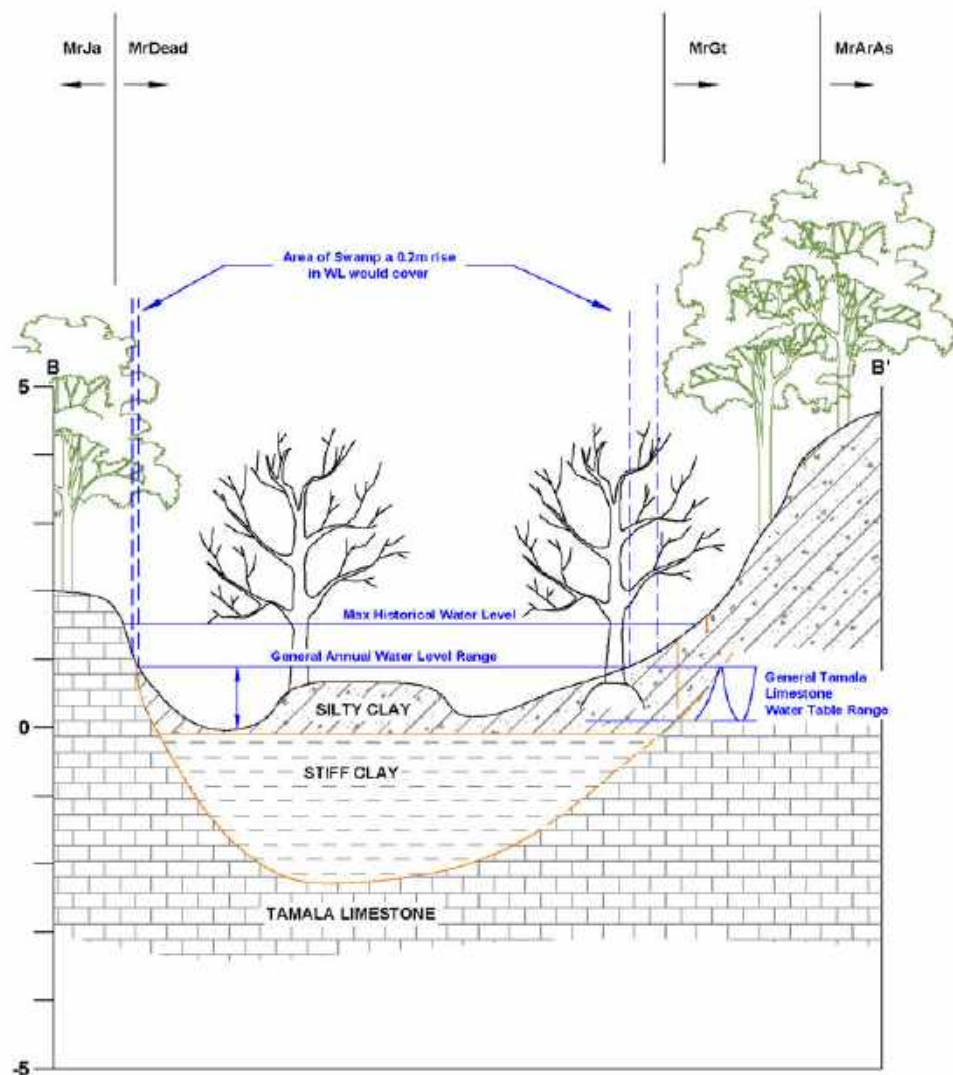 MrJa MrDead MrGt MrArAs
Area of Swamp a 0.2m rise
in WL would cover
B B'
5
Max Historical Water Level
General Annual Water Level Range
General Tamala
Limestone
Water Table Range
SILTY CLAY
0
STIFF CLAY
TAMALA LIMESTONE
-5